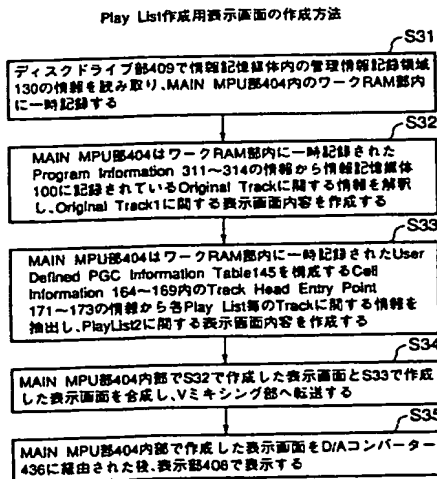 Play List作成用表示画面の作成方法
S31
ディスクドライブ部409で情報記憶媒体内の管理情報記録領域
130の情報を読み取り、MAIN MPU部404内のワークRAM部内
に一時記録する
S32
MAIN MPU部404はワークRAM部内に一時記録された
Program Information 311〜314の情報から情報記憶媒体
100に記録されているOriginal Trackに関する情報を解釈
し、Original Track1に関する表示画面内容を作成する
S33
MAIN MPU部404はワークRAM部内に一時記録されたUser
Defined PGC Information Table145を構成するCell
Information 164〜169内のTrack Head Entry Point
171〜173の情報から各Play List毎のTrackに関する情報を
抽出し、PlayList2に関する表示画面内容を作成する
S34
MAIN MPU部404内部でS32で作成した表示画面とS33で作
成した表示画面を合成し、Vミキシング部へ転送する
S35
MAIN MPU部404内部で作成した表示画面をD/Aコンバーター
436に経由された後、表示部408で表示する